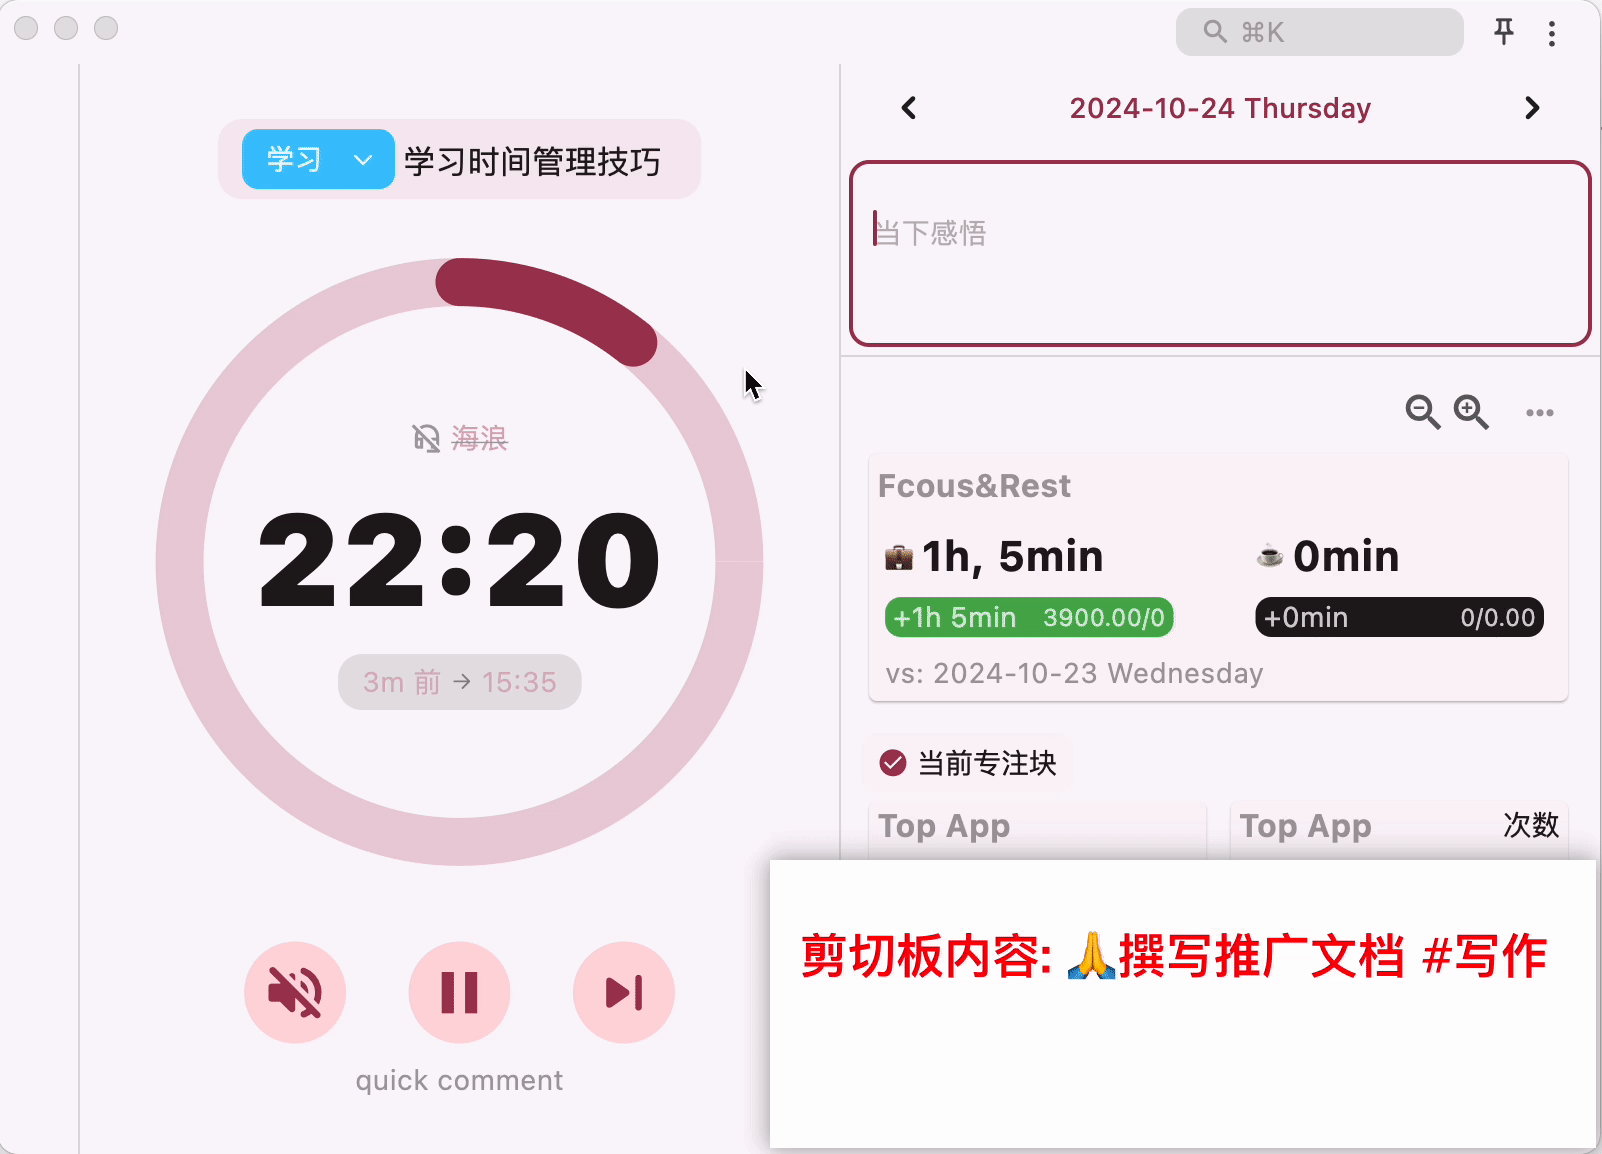 ⌘K
2024-10-24 Thursday
学习 学习时间管理技巧
当下感悟
海浪
22:20
3m 前 → 15:35
quick comment
Fcous&Rest
1h, 5min 0min
+1h 5min 3900.00/0 +0min 0/0.00
vs: 2024-10-23 Wednesday
当前专注块
Top App Top App 次数
剪切板内容: 🙏撰写推广文档 #写作